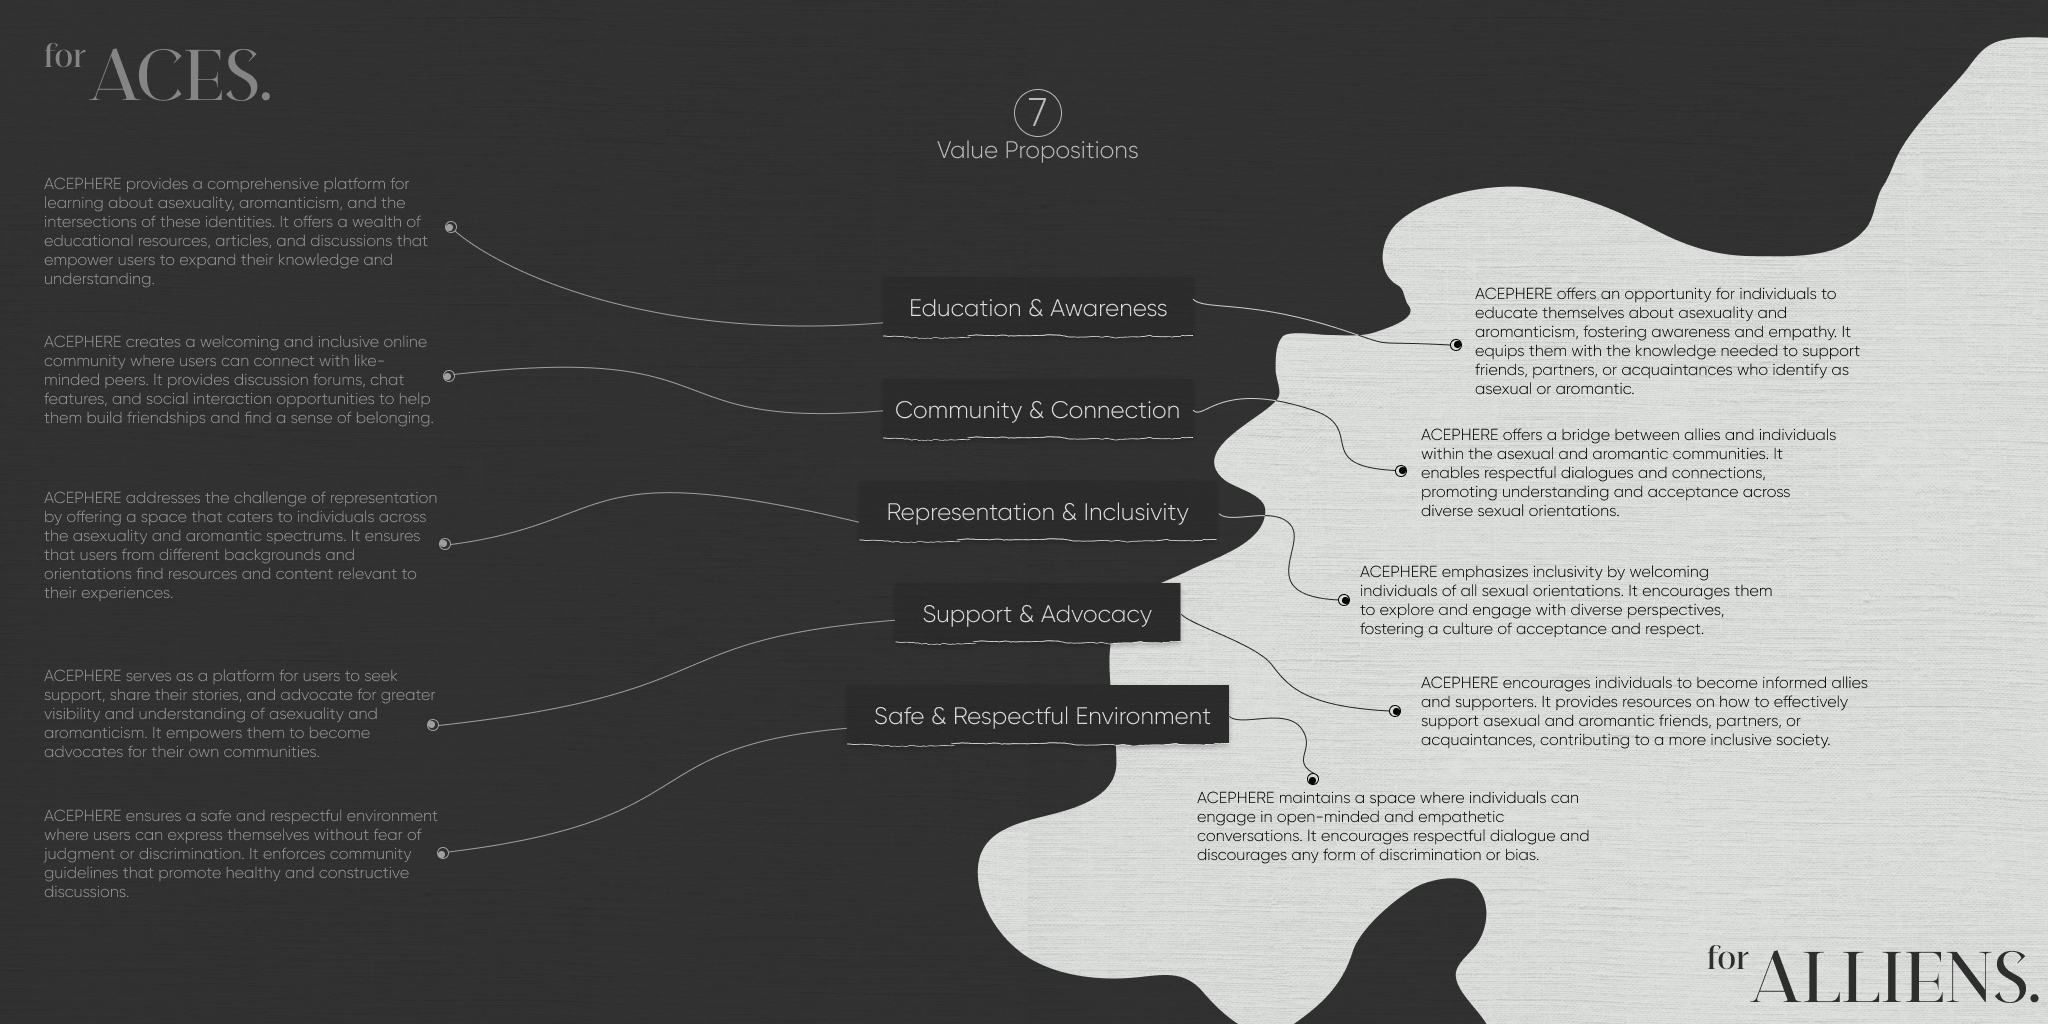 for ACES.
7
Value Propositions
ACEPHERE provides a comprehensive platform for
learning about asexuality, aromanticism, and the
intersections of these identities. It offers a wealth of
educational resources, articles, and discussions that
empower users to expand their knowledge and
understanding.
ACEPHERE creates a welcoming and inclusive online
community where users can connect with like-
minded peers. It provides discussion forums, chat
features, and social interaction opportunities to help
them build friendships and find a sense of belonging.
ACEPHERE addresses the challenge of representation
by offering a space that caters to individuals across
the asexuality and aromantic spectrums. It ensures
that users from different backgrounds and
orientations find resources and content relevant to
their experiences.
ACEPHERE serves as a platform for users to seek
support, share their stories, and advocate for greater
visibility and understanding of asexuality and
aromanticism. It empowers them to become
advocates for their own communities.
ACEPHERE ensures a safe and respectful environment
where users can express themselves without fear of
judgment or discrimination. It enforces community
guidelines that promote healthy and constructive
discussions.
Education & Awareness
Community & Connection
Representation & Inclusivity
Support & Advocacy
Safe & Respectful Environment
ACEPHERE offers an opportunity for individuals to
educate themselves about asexuality and
aromanticism, fostering awareness and empathy. It
equips them with the knowledge needed to support
friends, partners, or acquaintances who identify as
asexual or aromantic.
ACEPHERE offers a bridge between allies and individuals
within the asexual and aromantic communities. It
enables respectful dialogues and connections,
promoting understanding and acceptance across
diverse sexual orientations.
ACEPHERE emphasizes inclusivity by welcoming
individuals of all sexual orientations. It encourages them
to explore and engage with diverse perspectives,
fostering a culture of acceptance and respect.
ACEPHERE encourages individuals to become informed allies
and supporters. It provides resources on how to effectively
support asexual and aromantic friends, partners, or
acquaintances, contributing to a more inclusive society.
ACEPHERE maintains a space where individuals can
engage in open-minded and empathetic
conversations. It encourages respectful dialogue and
discourages any form of discrimination or bias.
for ALLIENS.